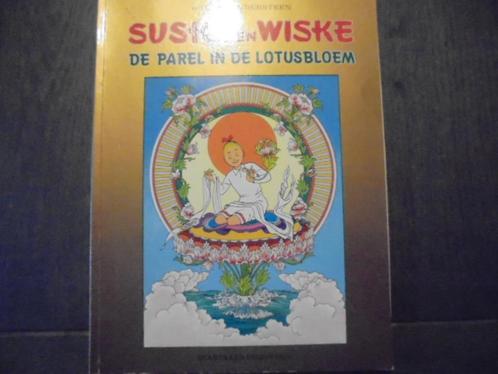 SUSKE EN WISKE
DE PAREL IN DE LOTUSBLOEM